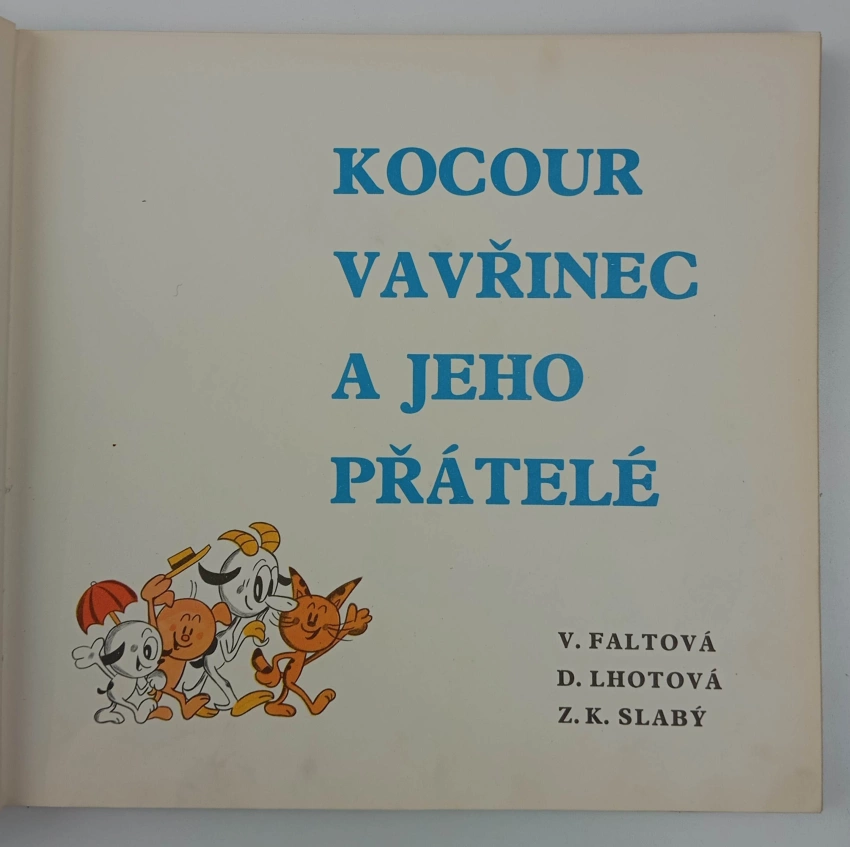 KOCOUR
VAVŘINEC
A JEHO
PŘÁTELÉ
V. FALTOVÁ
D. LHOTOVÁ
Z. K. SLABÝ